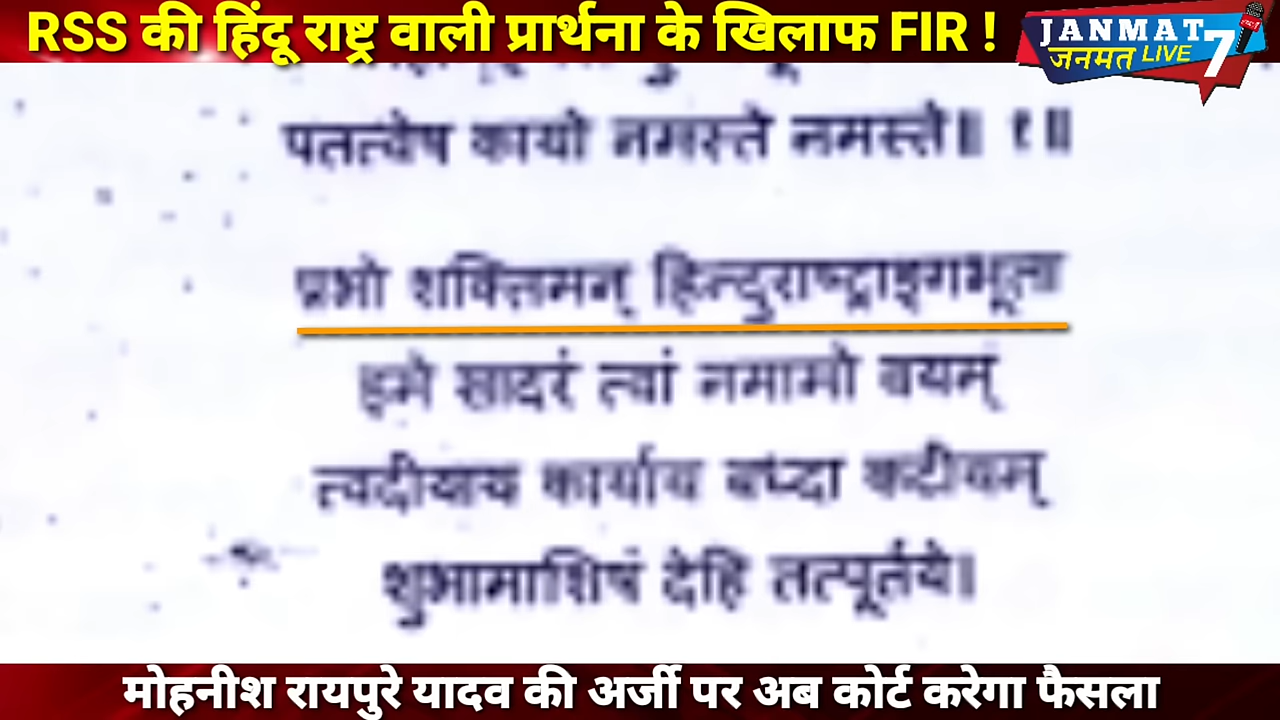 RSS की हिंदू राष्ट्र वाली प्रार्थना के खिलाफ FIR !
JANMAT
जनमत LIVE 7
पतत्वेष कायो नमस्ते नमस्ते॥ १॥
प्रभो शक्तिमन् हिन्दुराष्ट्राङ्गभूता
इमे सादरं त्वां नमामो वयम्
त्वदीयाय कार्याय बध्दा कटीयम्
शुभामाशिषं देहि तत्पूर्तये।
मोहनीश रायपुरे यादव की अर्जी पर अब कोर्ट करेगा फैसला